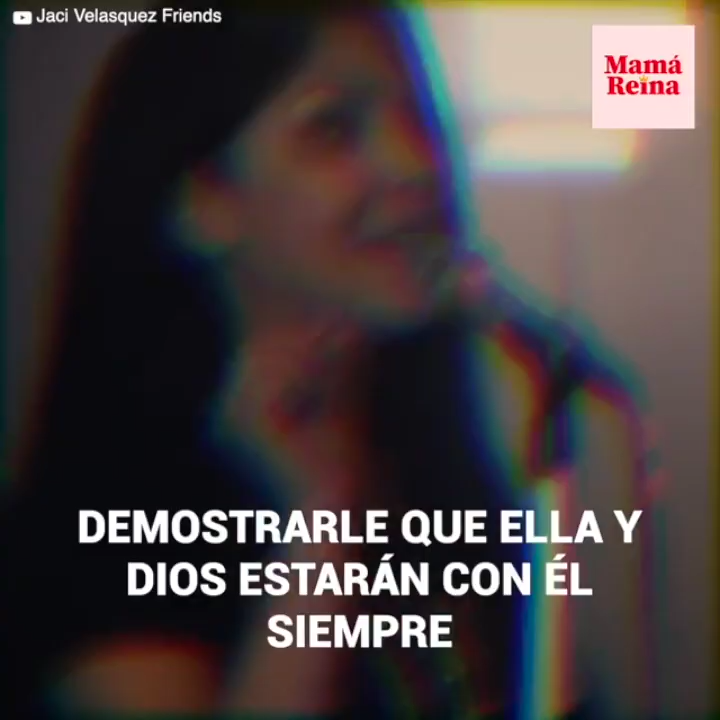 Jaci Velasquez Friends
Mamá
Reina
DEMOSTRARLE QUE ELLA Y
DIOS ESTARÁN CON ÉL
SIEMPRE